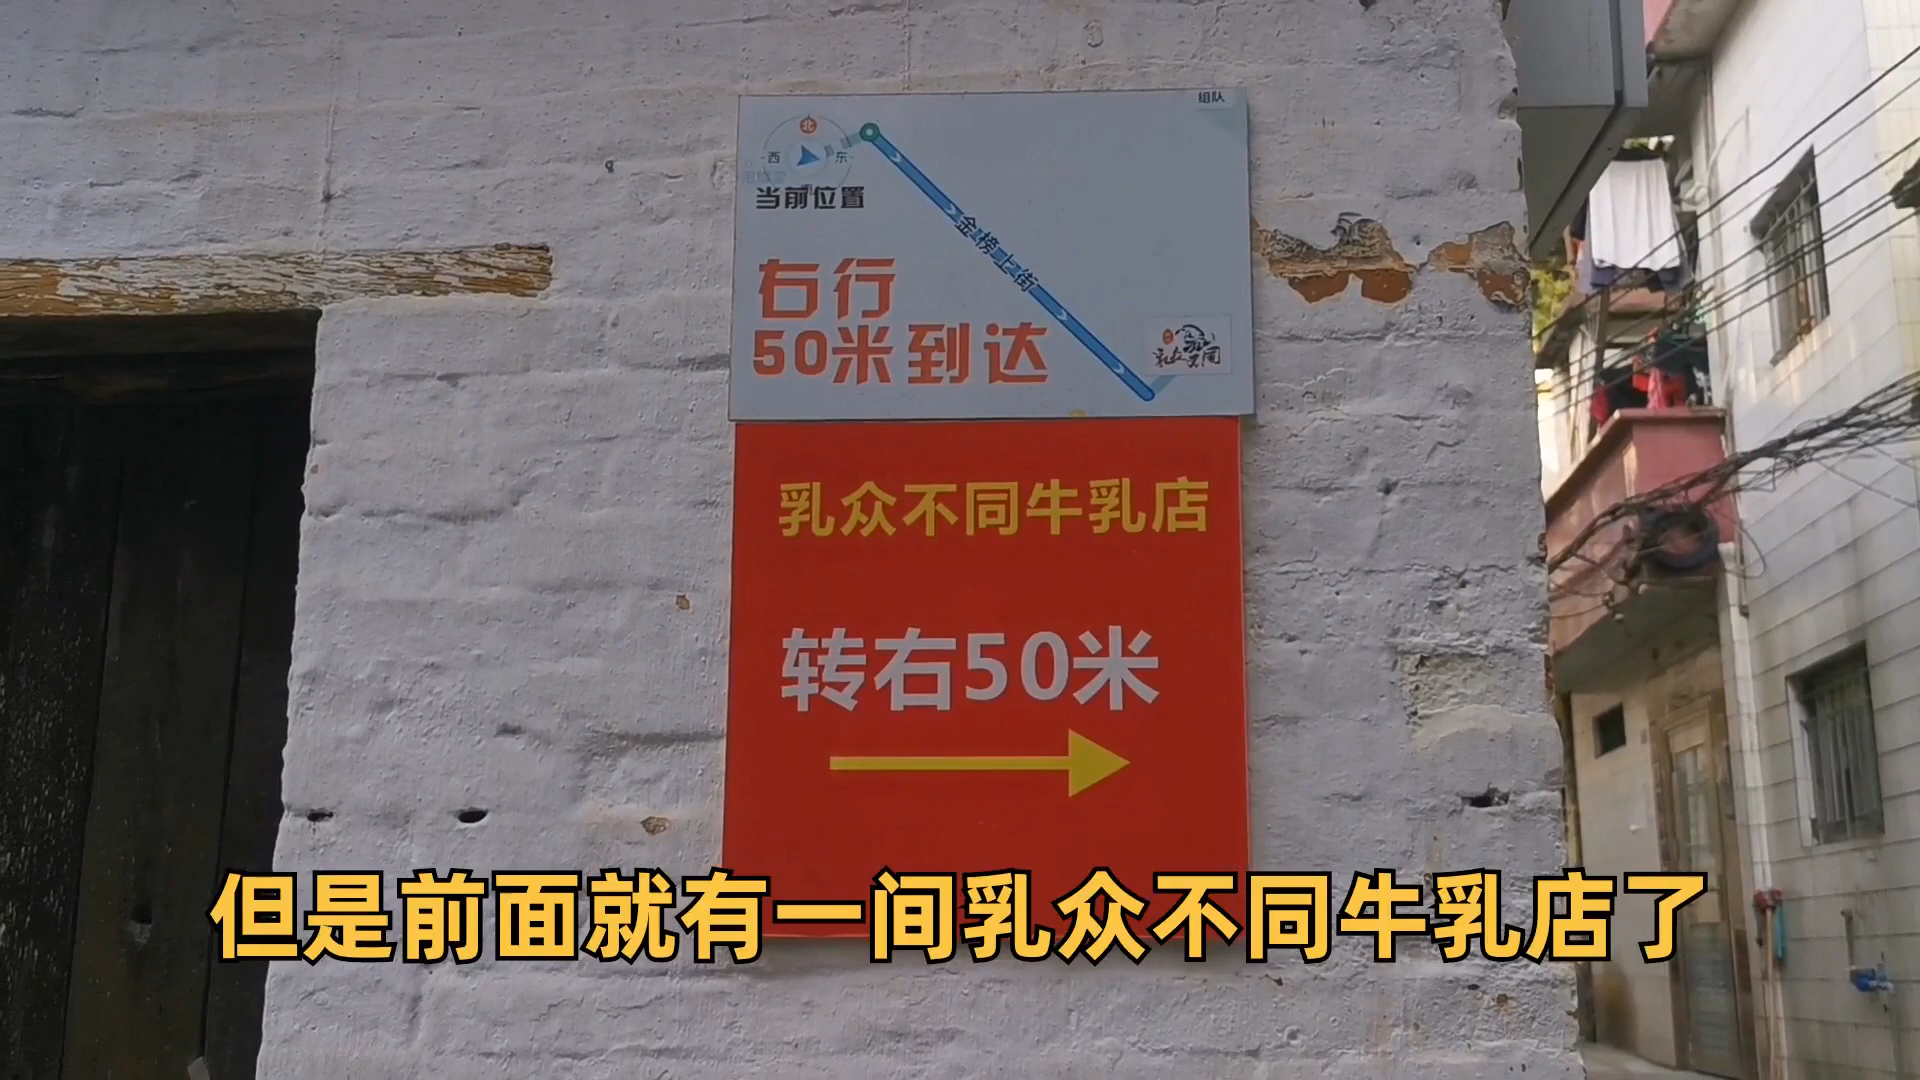 组队
北
西
东
当前位置
金榜上街
右行
50米到达
乳众不同牛乳店
转右50米
但是前面就有一间乳众不同牛乳店了